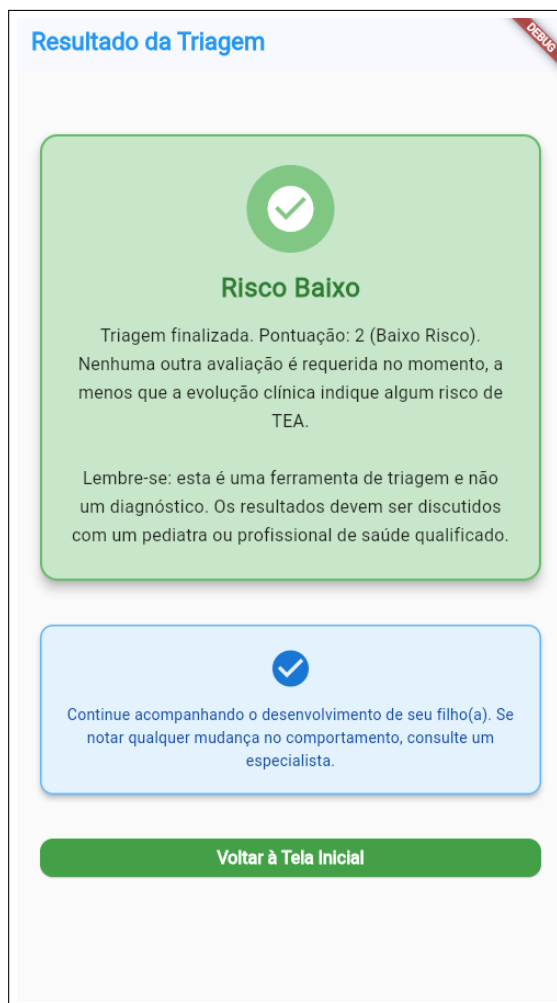 Resultado da Triagem
DEBUG
Risco Baixo
Triagem finalizada. Pontuação: 2 (Baixo Risco).
Nenhuma outra avaliação é requerida no momento, a
menos que a evolução clínica indique algum risco de
TEA.
Lembre-se: esta é uma ferramenta de triagem e não
um diagnóstico. Os resultados devem ser discutidos
com um pediatra ou profissional de saúde qualificado.
Continue acompanhando o desenvolvimento de seu filho(a). Se
notar qualquer mudança no comportamento, consulte um
especialista.
Voltar à Tela Inicial